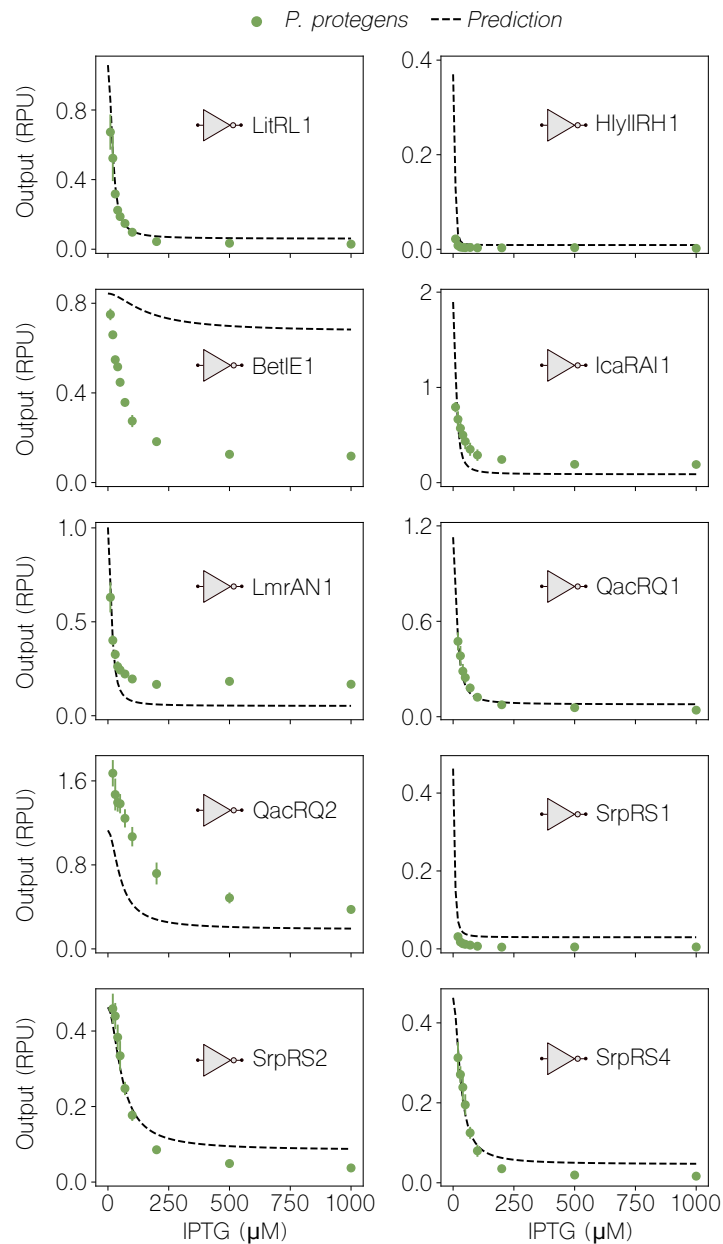 P. protegens Prediction
Output (RPU)
0.8
0.4
0.0
LitRL1
0.4
0.2
0.0
HlyIIRH1
Output (RPU)
0.8
0.4
0.0
BetIE1
2
1
0
IcaRAI1
Output (RPU)
1.0
0.5
0.0
LmrAN1
1.2
0.6
0.0
QacRQ1
Output (RPU)
1.6
0.8
0.0
QacRQ2
0.4
0.2
0.0
SrpRS1
Output (RPU)
0.4
0.2
0.0
SrpRS2
0 250 500 750 1000
IPTG (μM)
0.4
0.2
0.0
SrpRS4
0 250 500 750 1000
IPTG (μM)